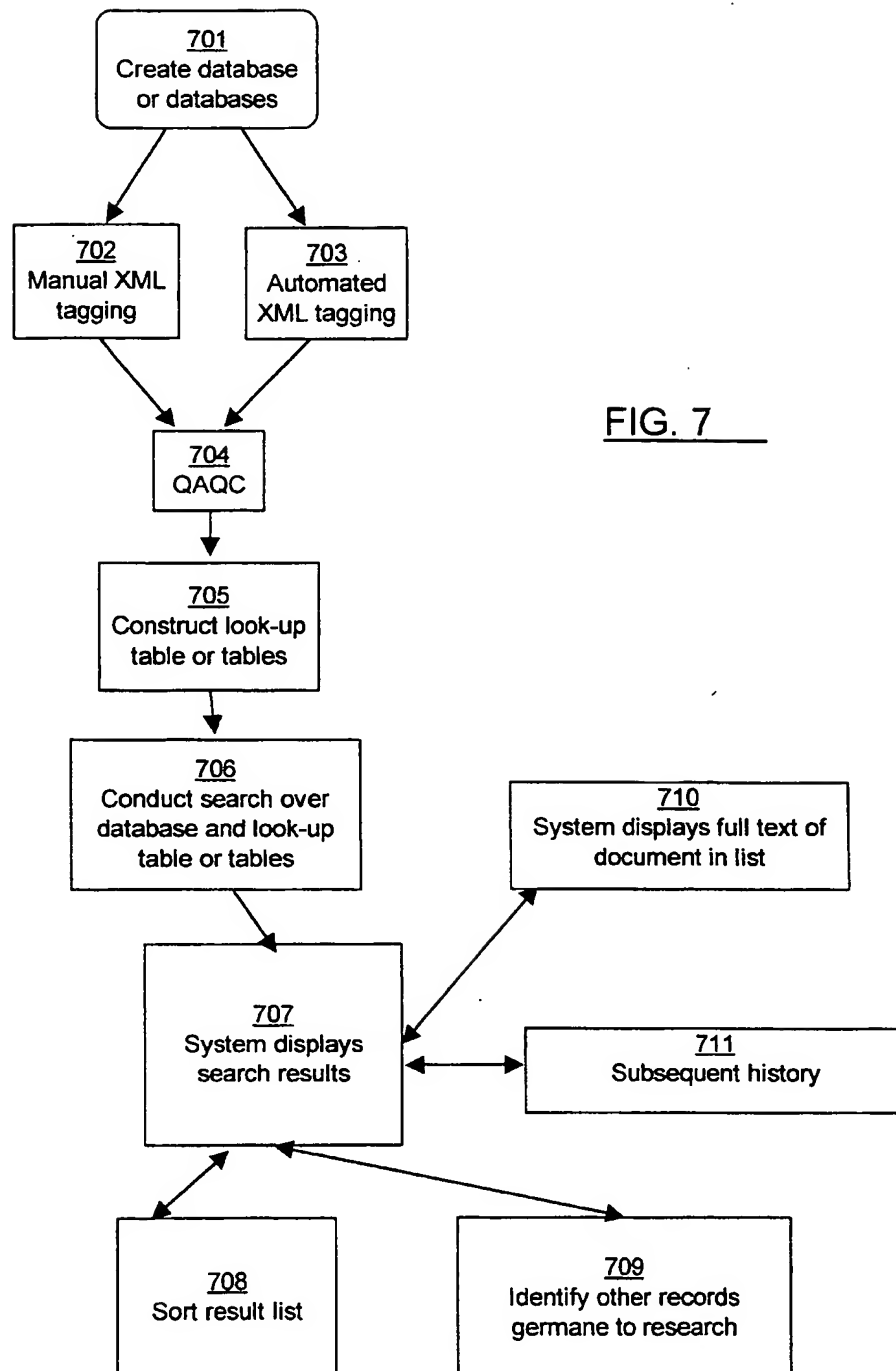 701
Create database
or databases
702
Manual XML
tagging
703
Automated
XML tagging
FIG. 7
704
QAQC
705
Construct look-up
table or tables
706
Conduct search over
database and look-up
table or tables
710
System displays full text of
document in list
707
System displays
search results
711
Subsequent history
708
Sort result list
709
Identify other records
germane to research